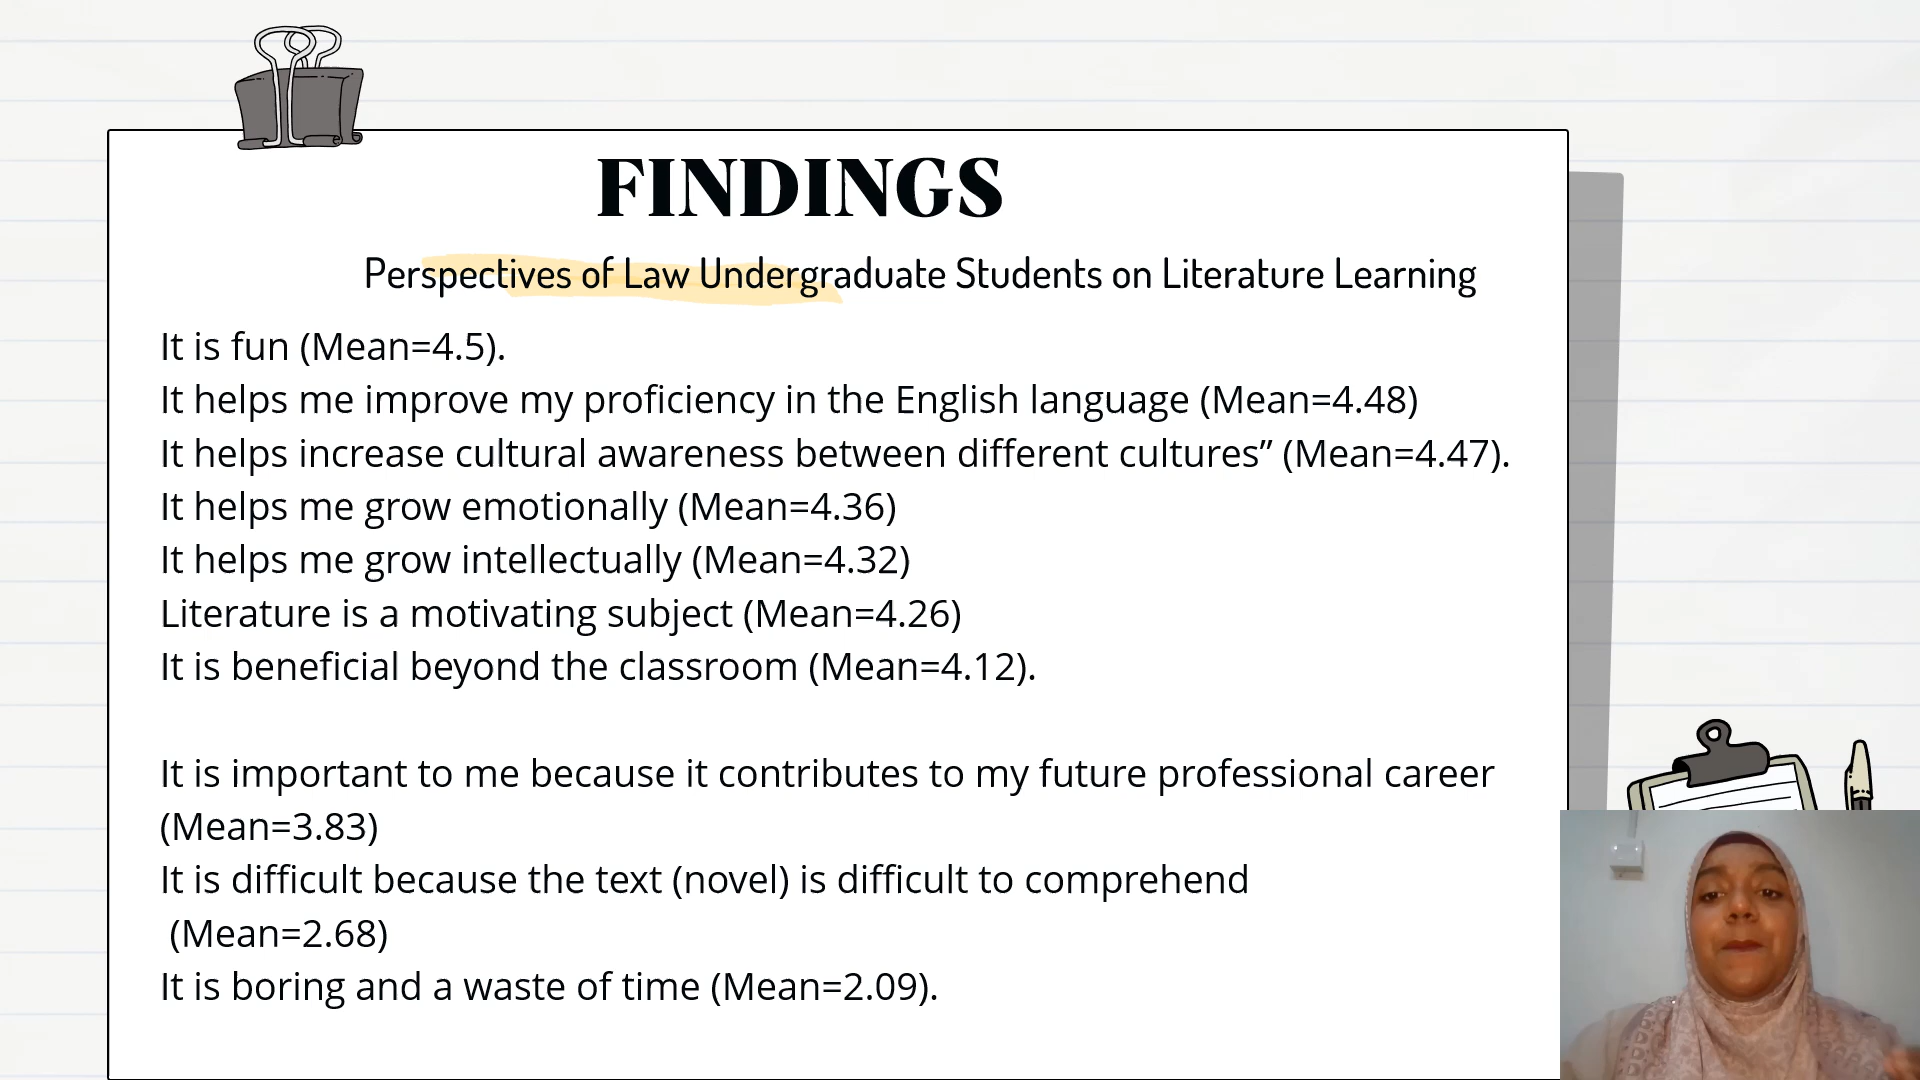 FINDINGS
Perspectives of Law Undergraduate Students on Literature Learning
It is fun (Mean=4.5).
It helps me improve my proficiency in the English language (Mean=4.48)
It helps increase cultural awareness between different cultures” (Mean=4.47).
It helps me grow emotionally (Mean=4.36)
It helps me grow intellectually (Mean=4.32)
Literature is a motivating subject (Mean=4.26)
It is beneficial beyond the classroom (Mean=4.12).
It is important to me because it contributes to my future professional career
(Mean=3.83)
It is difficult because the text (novel) is difficult to comprehend
(Mean=2.68)
It is boring and a waste of time (Mean=2.09).